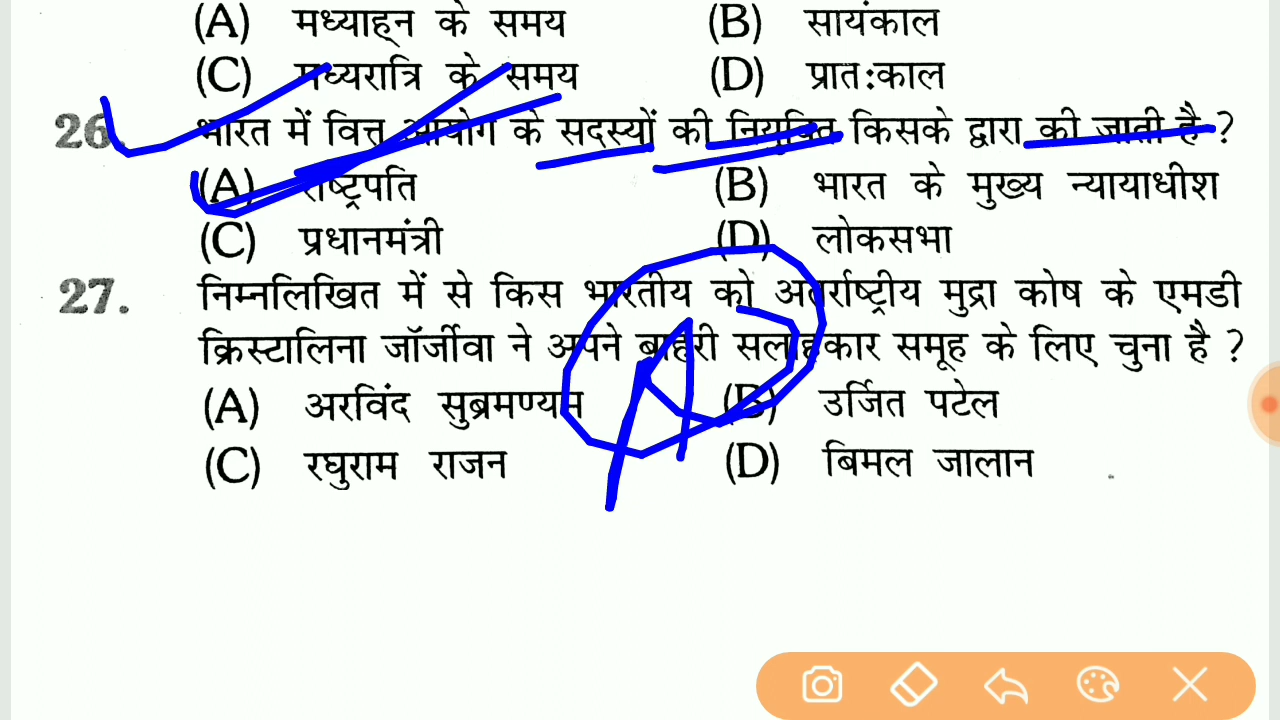 (A) मध्याह्न के समय (B) सायंकाल
(C) मध्यरात्रि के समय (D) प्रात:काल
26. भारत में वित्त आयोग के सदस्यों की नियुक्ति किसके द्वारा की जाती है ?
(A) राष्ट्रपति (B) भारत के मुख्य न्यायाधीश
(C) प्रधानमंत्री (D) लोकसभा
27. निम्नलिखित में से किस भारतीय को अंतर्राष्ट्रीय मुद्रा कोष के एमडी
क्रिस्टालिना जॉर्जीवा ने अपने बाहरी सलाहकार समूह के लिए चुना है ?
(A) अरविंद सुब्रमण्यम (B) उर्जित पटेल
(C) रघुराम राजन (D) बिमल जालान
A